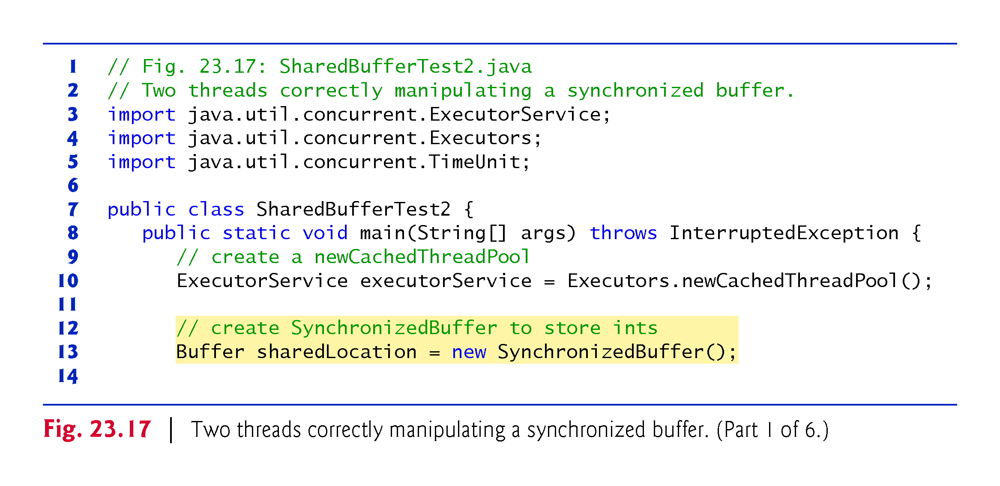 1 // Fig. 23.17: SharedBufferTest2.java
2 // Two threads correctly manipulating a synchronized buffer.
3 import java.util.concurrent.ExecutorService;
4 import java.util.concurrent.Executors;
5 import java.util.concurrent.TimeUnit;
6
7 public class SharedBufferTest2 {
8    public static void main(String[] args) throws InterruptedException {
9       // create a newCachedThreadPool
10       ExecutorService executorService = Executors.newCachedThreadPool();
11
12       // create SynchronizedBuffer to store ints
13       Buffer sharedLocation = new SynchronizedBuffer();
14
Fig. 23.17 | Two threads correctly manipulating a synchronized buffer. (Part 1 of 6.)